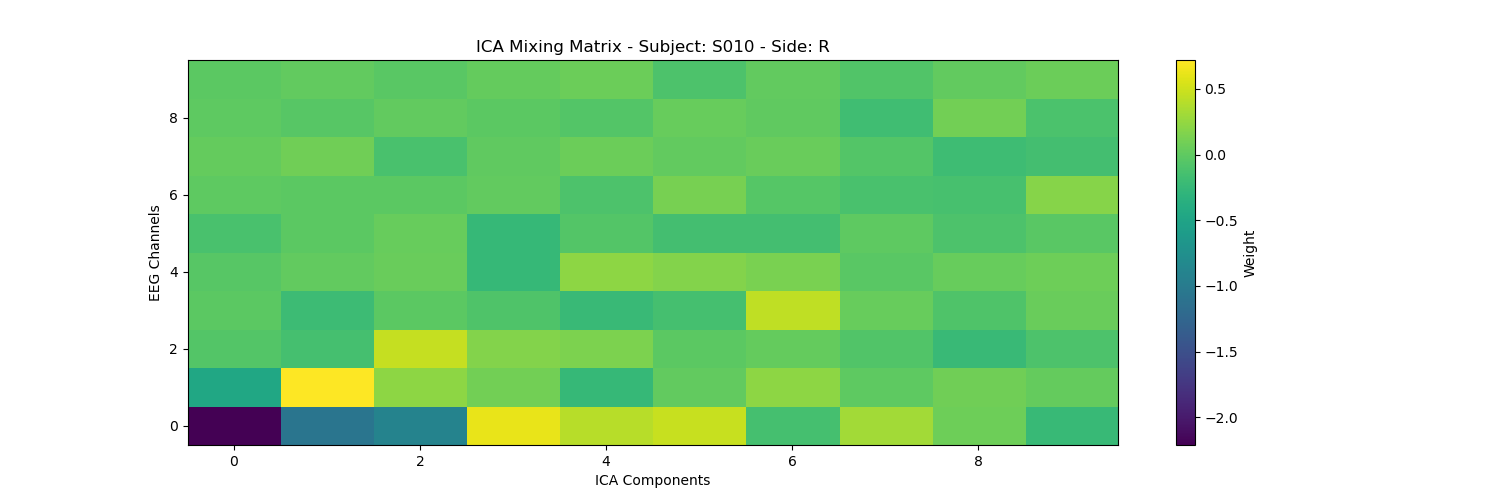 ICA Mixing Matrix - Subject: S010 - Side: R
EEG Channels
8
6
4
2
0
0 2 4 6 8
ICA Components
0.5
0.0
−0.5
−1.0
−1.5
−2.0
Weight